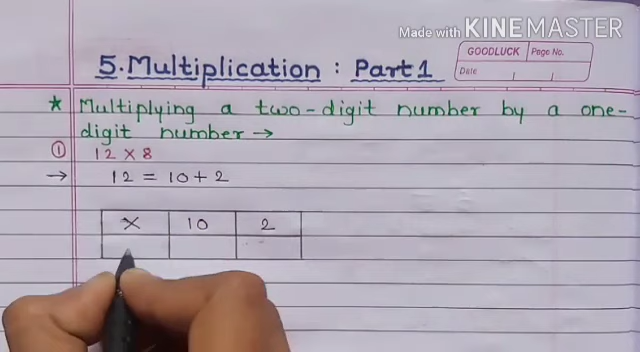 Made with KINEMASTER
GOODLUCK Page No.
Date
5. Multiplication : Part 1
* Multiplying a two-digit number by a one-
digit number →
① 12 × 8
→ 12 = 10 + 2
× 10 2